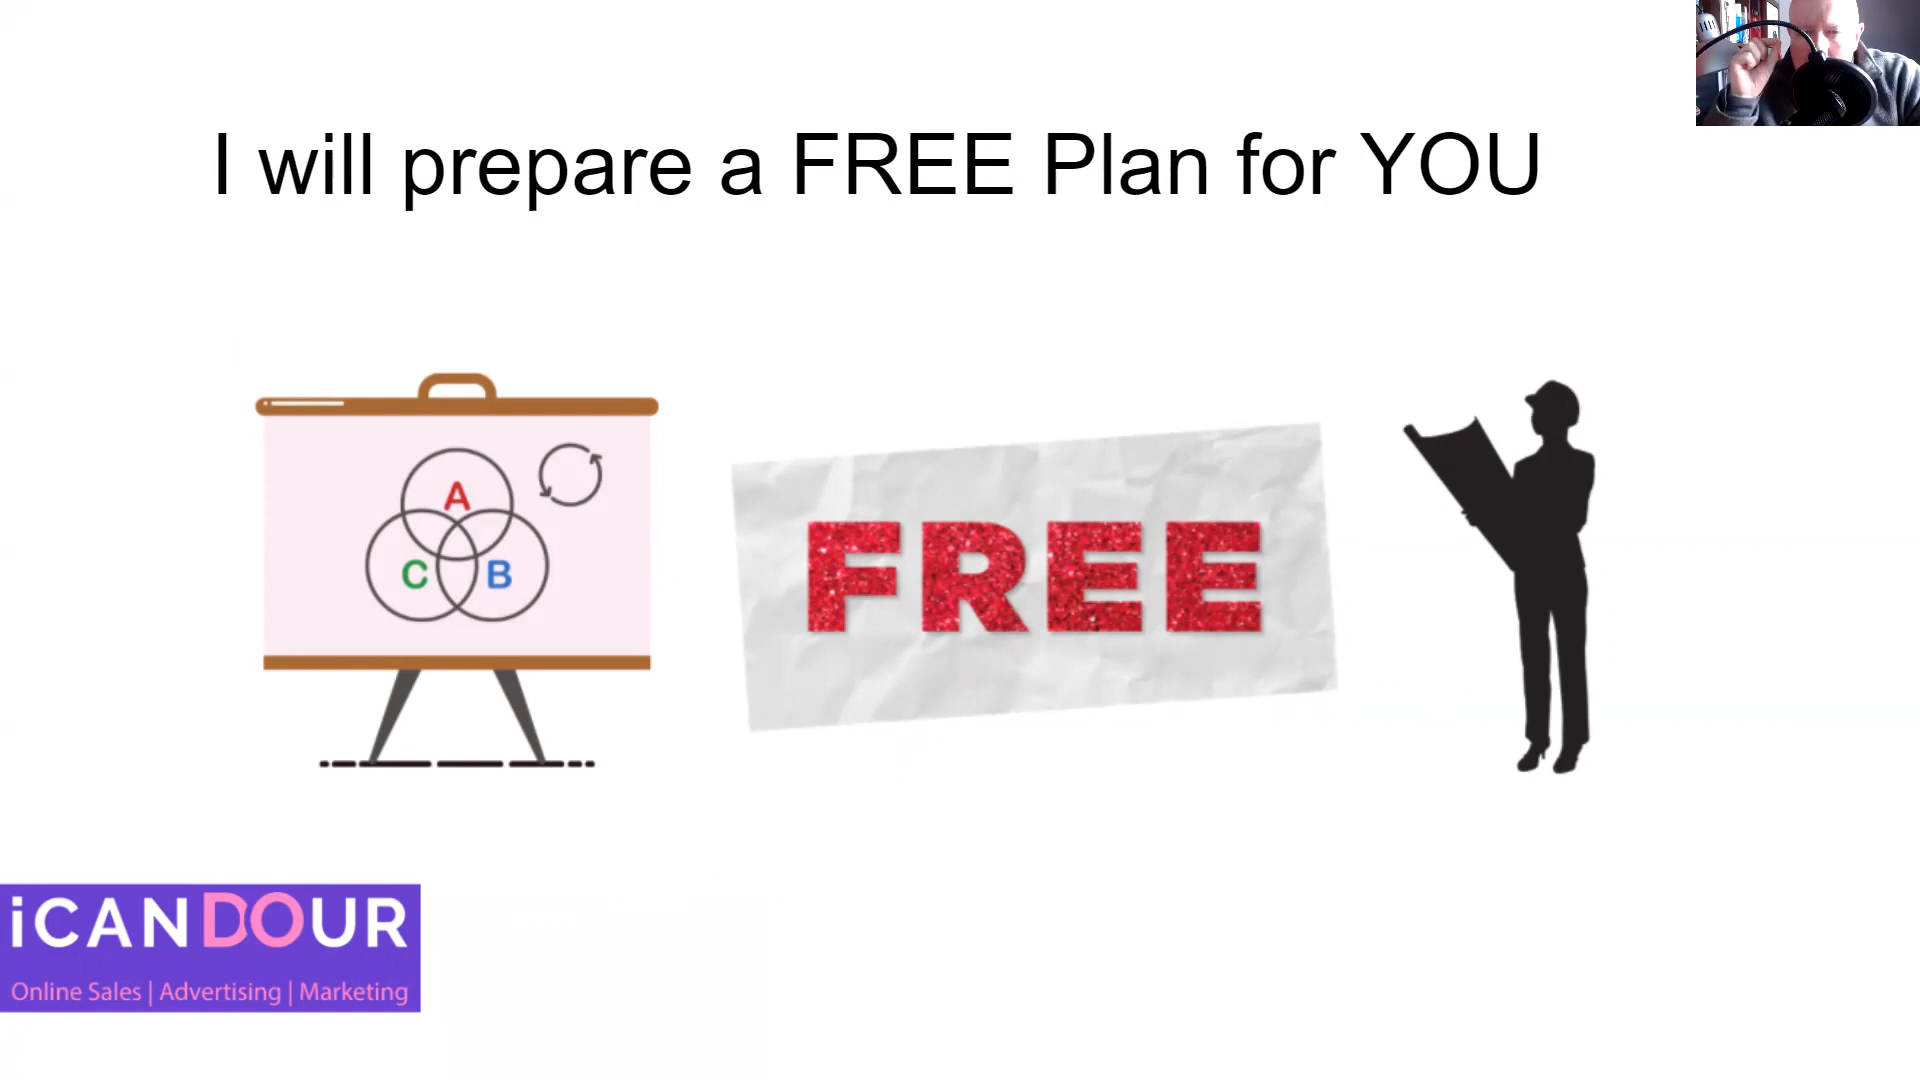 I will prepare a FREE Plan for YOU
A
C B
FREE
iCANDOUR
Online Sales | Advertising | Marketing